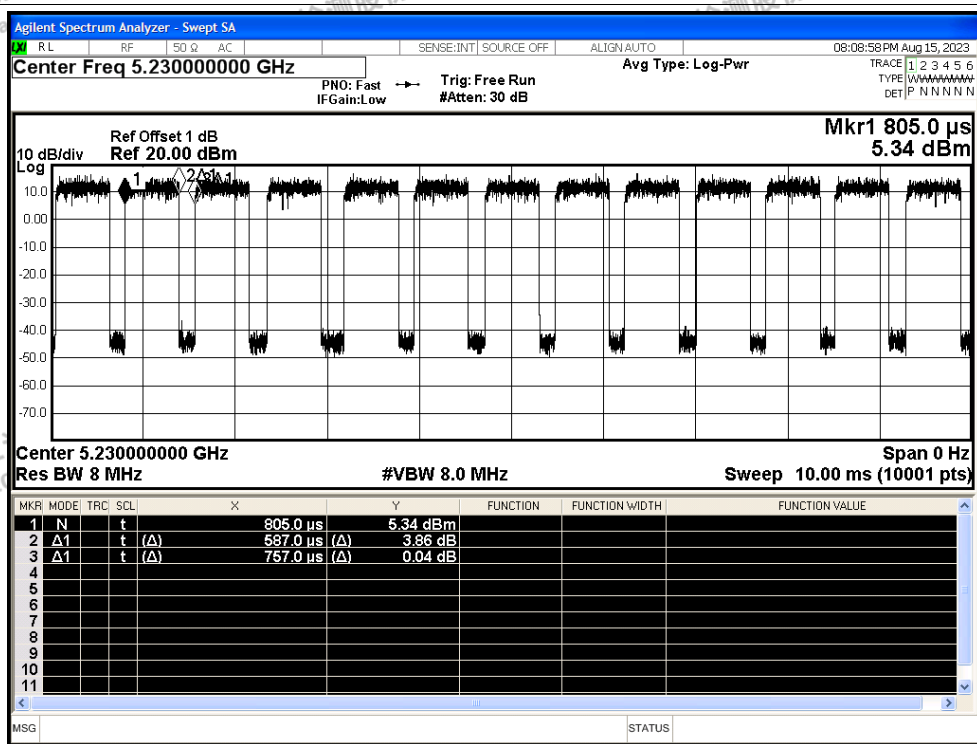 Agilent Spectrum Analyzer - Swept SA
LXI RL RF 50 Ω AC SENSE:INT SOURCE OFF ALIGN AUTO 08:08:58 PM Aug 15, 2023
Center Freq 5.230000000 GHz
PNO: Fast
IFGain:Low
Trig: Free Run
#Atten: 30 dB
Avg Type: Log-Pwr
TRACE 1 2 3 4 5 6
TYPE WWWWWW
DET P N N N N N
Mkr1 805.0 µs
5.34 dBm
Ref Offset 1 dB
10 dB/div Ref 20.00 dBm
Log
1 2Δ1 3Δ1
10.0
0.00
-10.0
-20.0
-30.0
-40.0
-50.0
-60.0
-70.0
Center 5.230000000 GHz Span 0 Hz
Res BW 8 MHz #VBW 8.0 MHz Sweep 10.00 ms (10001 pts)
MKR MODE TRC SCL X Y FUNCTION FUNCTION WIDTH FUNCTION VALUE
1 N t 805.0 µs 5.34 dBm
2 Δ1 t (Δ) 587.0 µs (Δ) 3.86 dB
3 Δ1 t (Δ) 757.0 µs (Δ) 0.04 dB
4
5
6
7
8
9
10
11
MSG STATUS